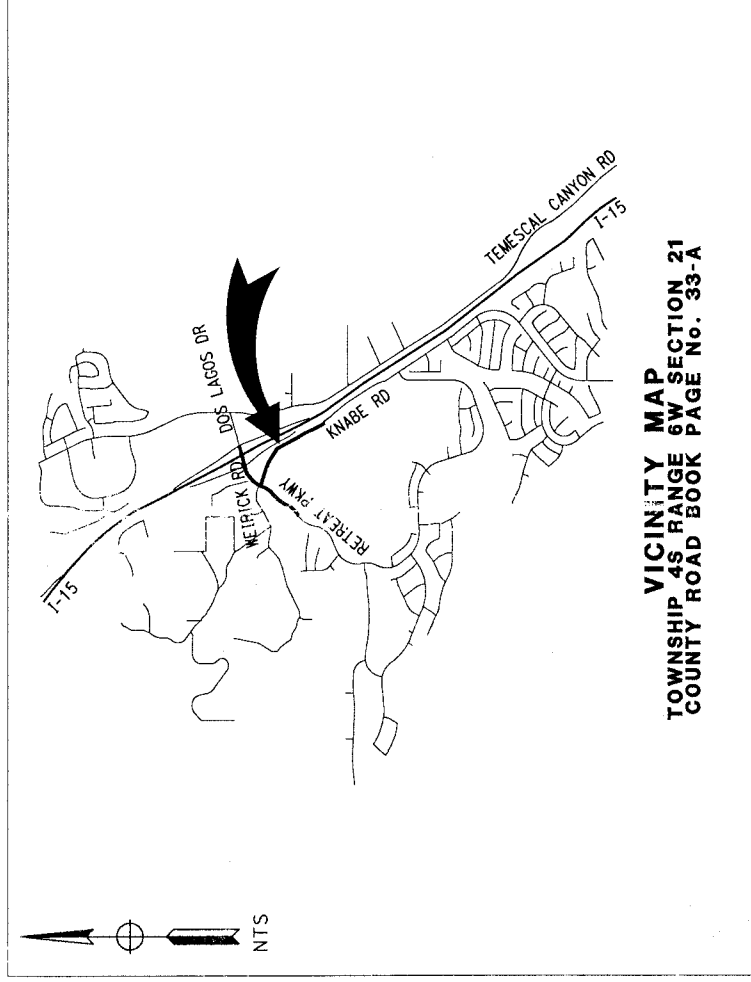 I-15
DOS LAGOS DR
WEIRICK RD
RETREAT PKWY
KNABE RD
TEMESCAL CANYON RD
I-15
NTS
VICINITY MAP
TOWNSHIP 4S RANGE 6W SECTION 21
COUNTY ROAD BOOK PAGE No. 33-A